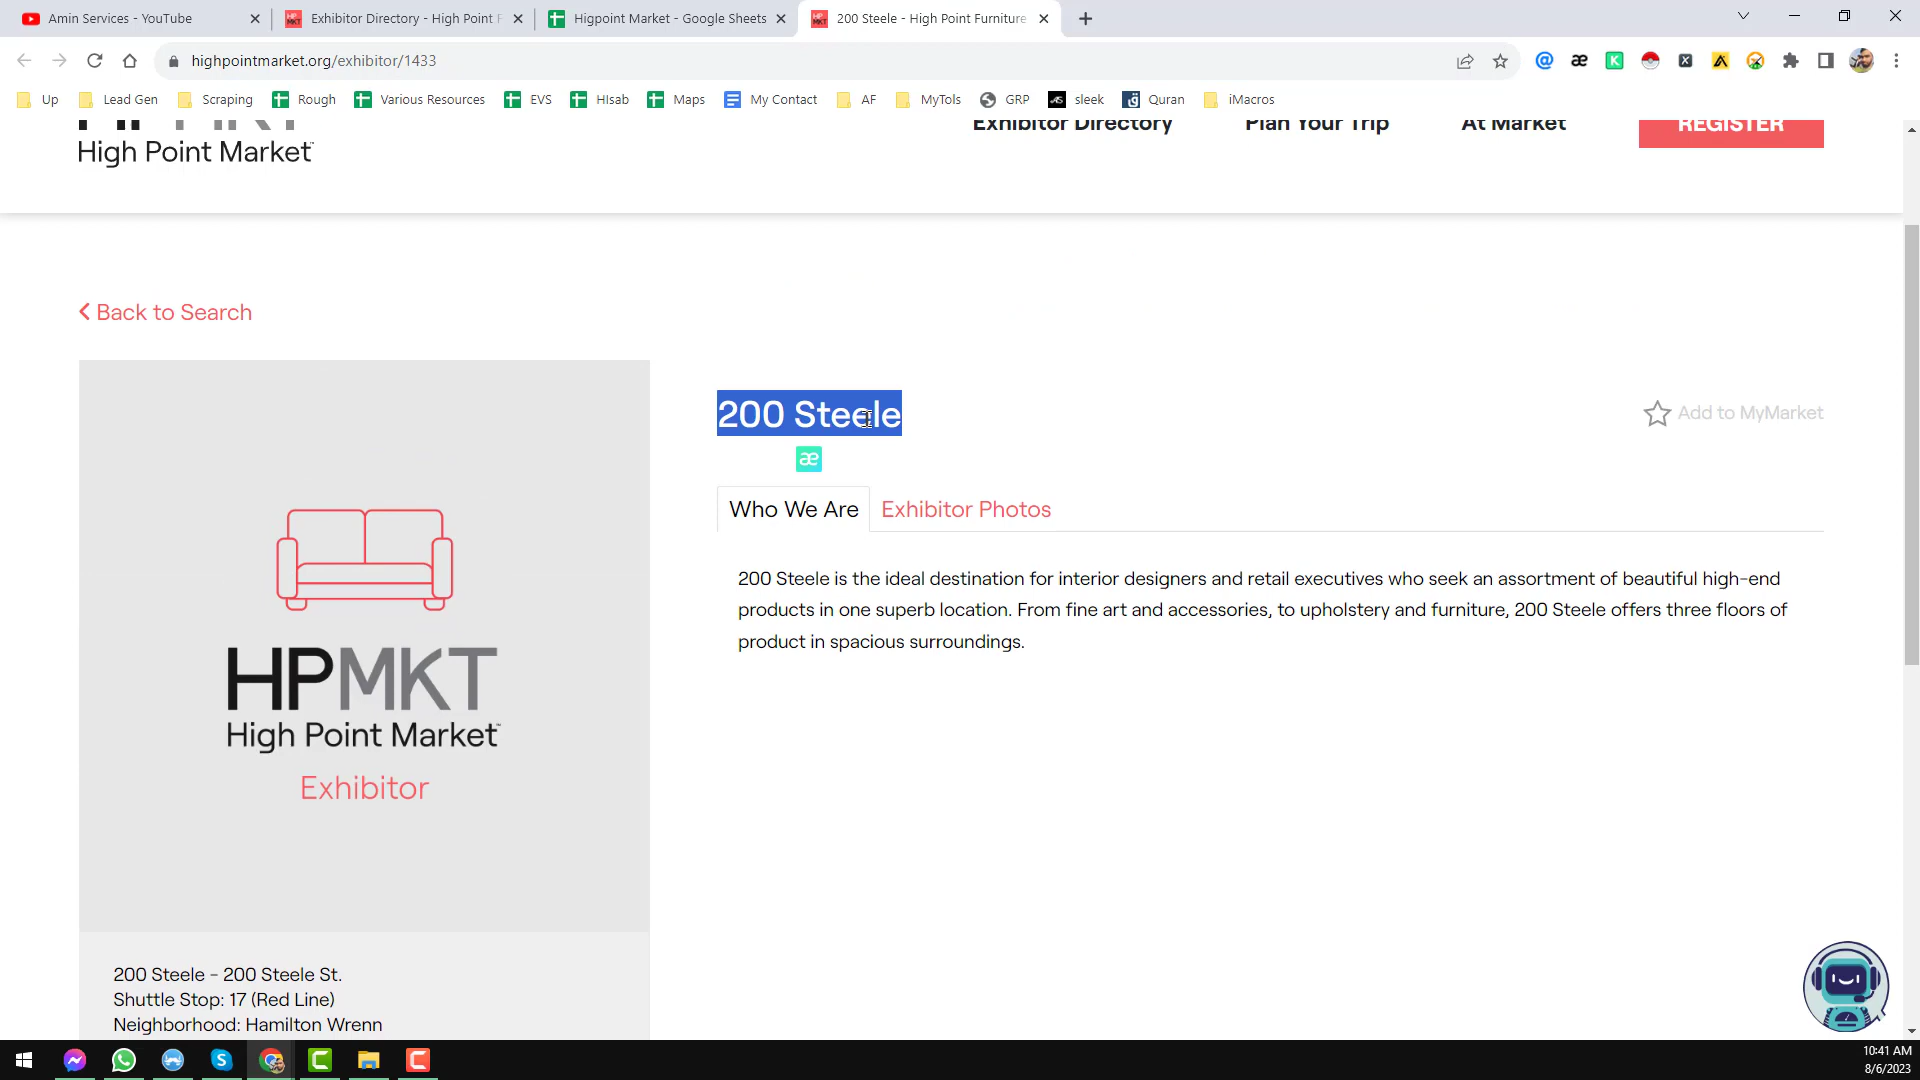 Amin Services - YouTube
Exhibitor Directory - High Point F
Higpoint Market - Google Sheets
200 Steele - High Point Furniture
highpointmarket.org/exhibitor/1433
Up
Lead Gen
Scraping
Rough
Various Resources
EVS
HIsab
Maps
My Contact
AF
MyTols
GRP
sleek
Quran
iMacros
High Point Market
Exhibitor Directory
Plan Your Trip
At Market
REGISTER
Back to Search
200 Steele
Add to MyMarket
æ
Who We Are
Exhibitor Photos
200 Steele is the ideal destination for interior designers and retail executives who seek an assortment of beautiful high-end
products in one superb location. From fine art and accessories, to upholstery and furniture, 200 Steele offers three floors of
product in spacious surroundings.
HPMKT
High Point Market™
Exhibitor
200 Steele - 200 Steele St.
Shuttle Stop: 17 (Red Line)
Neighborhood: Hamilton Wrenn
10:41 AM
8/6/2023